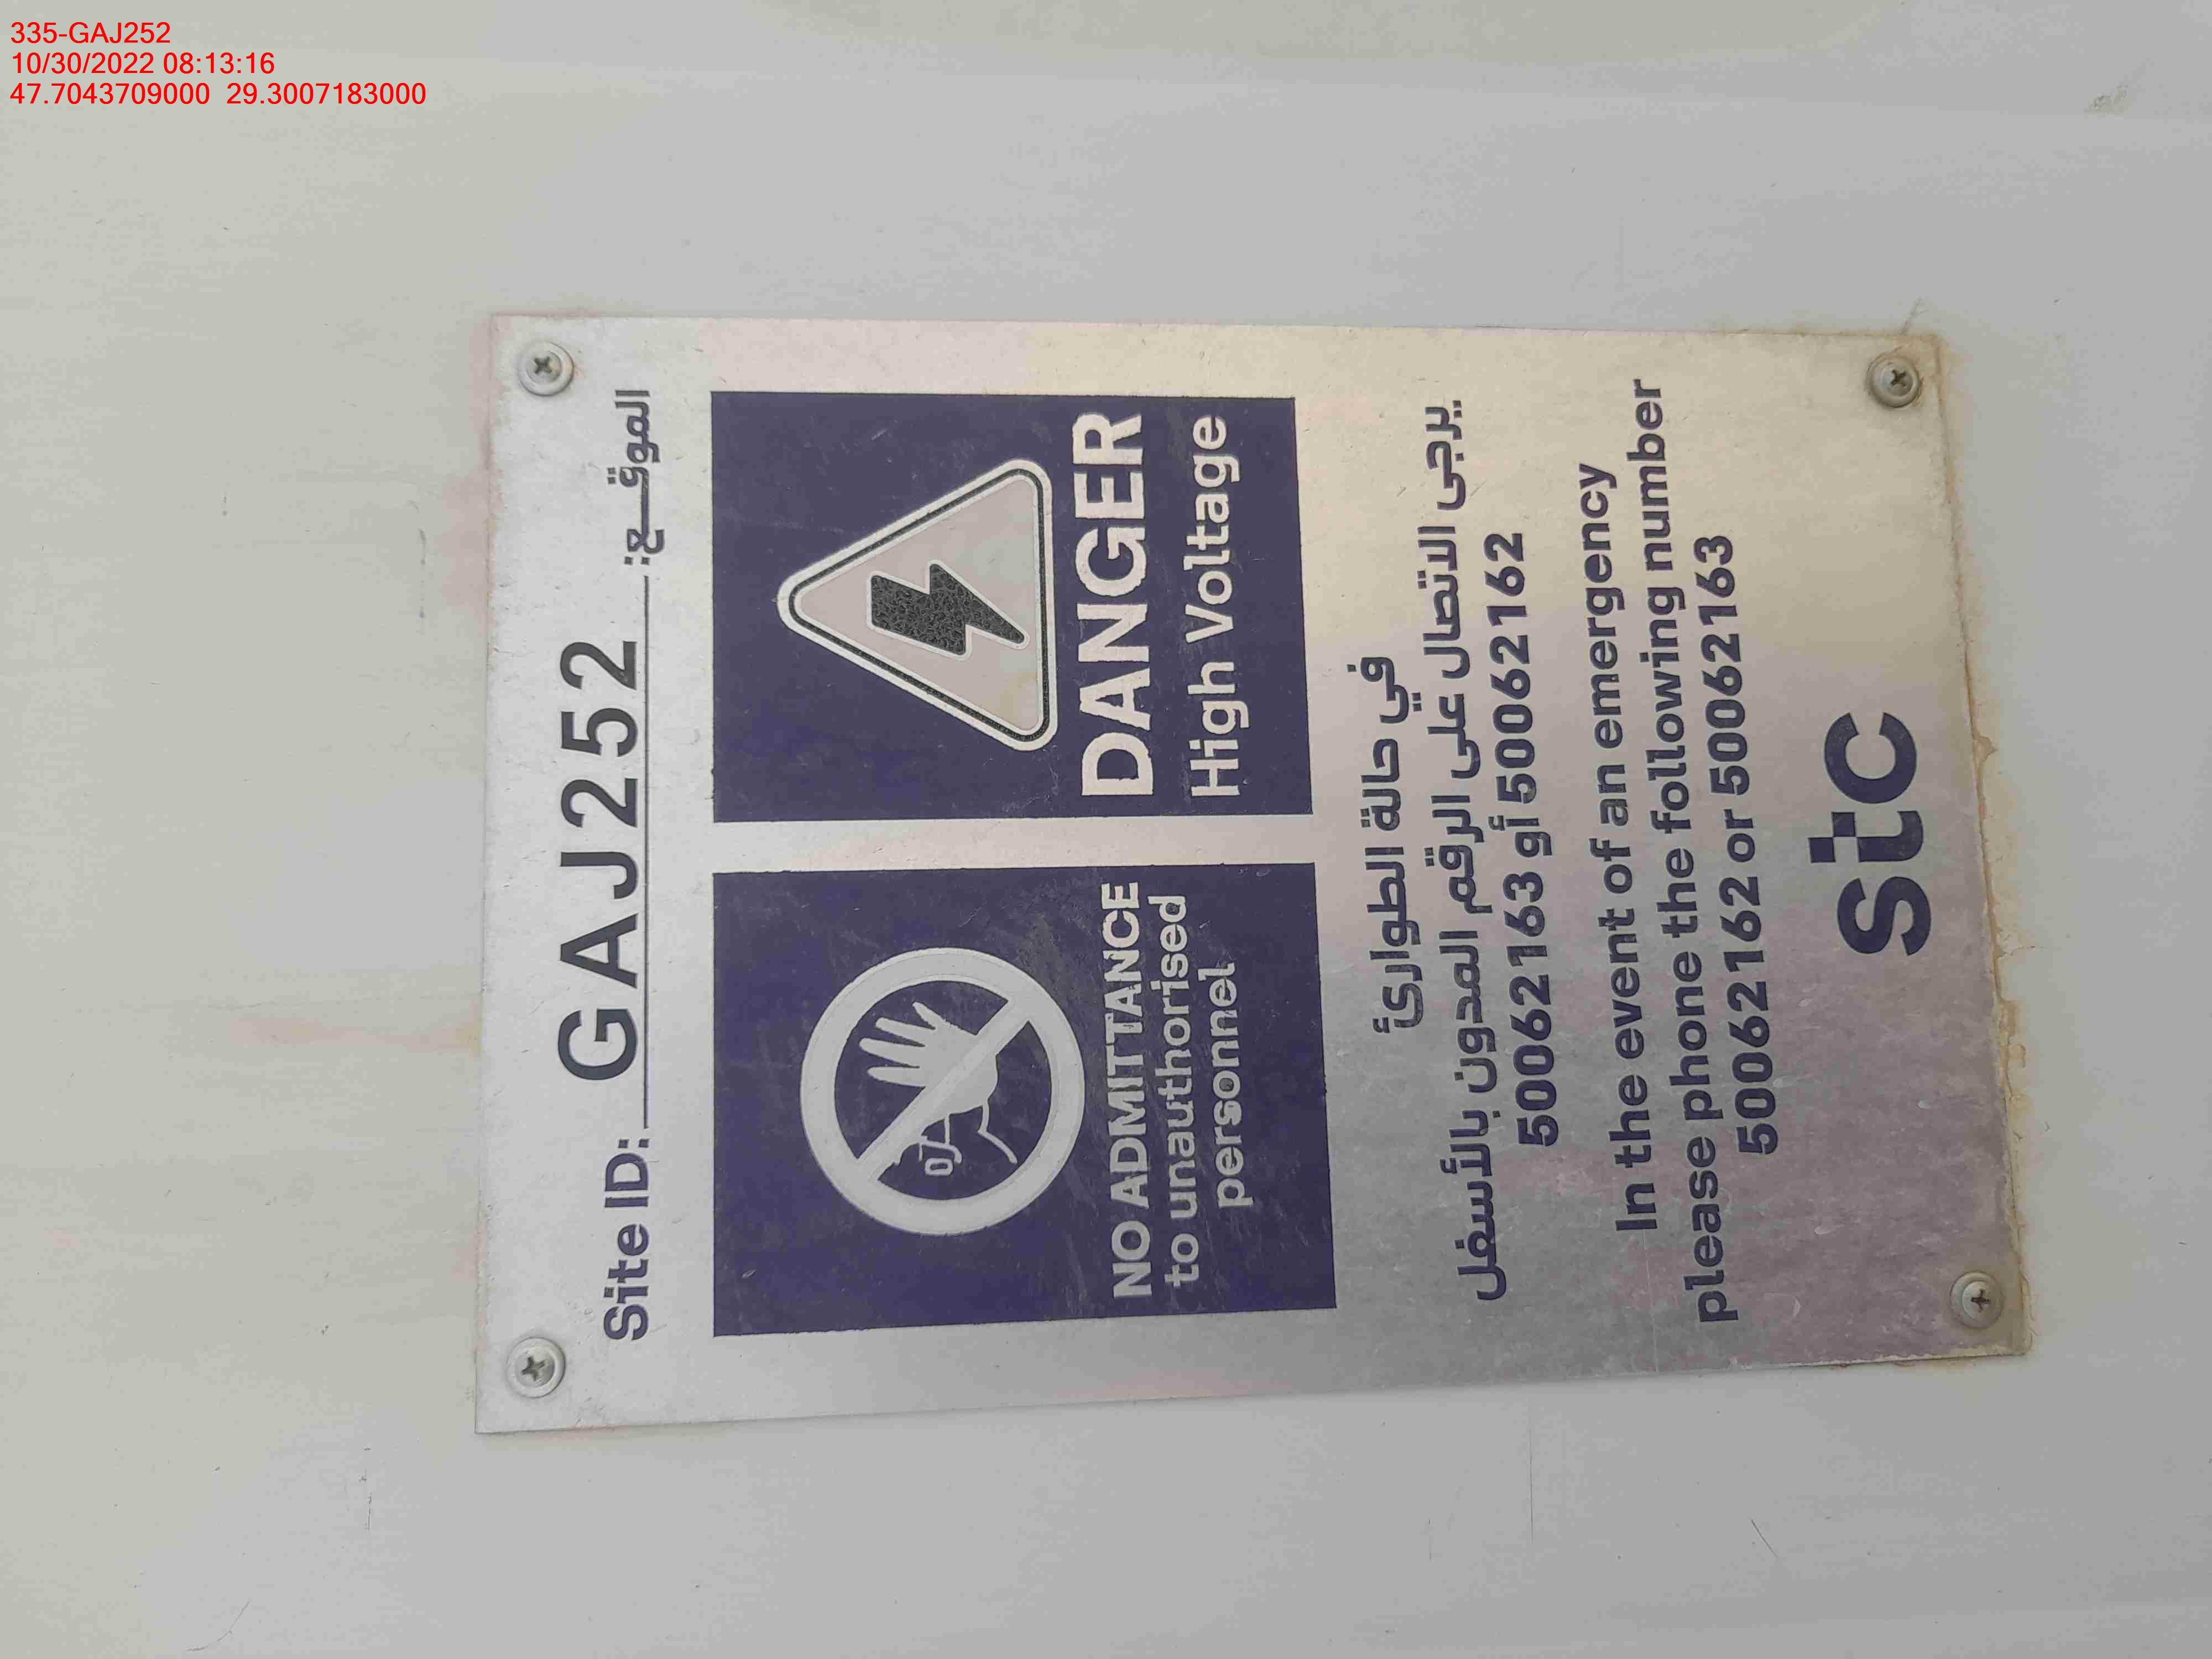 335-GAJ252
10/30/2022 08:13:16
47.7043709000 29.3007183000
Site ID: GAJ252 الموقـــع:
NO ADMITTANCE
to unauthorised
personnel
DANGER
High Voltage
في حالة الطوارئ
يرجى الاتصال على الرقم المدون بالأسفل
50062163 أو 50062162
In the event of an emergency
please phone the following number
50062162 or 50062163
stc